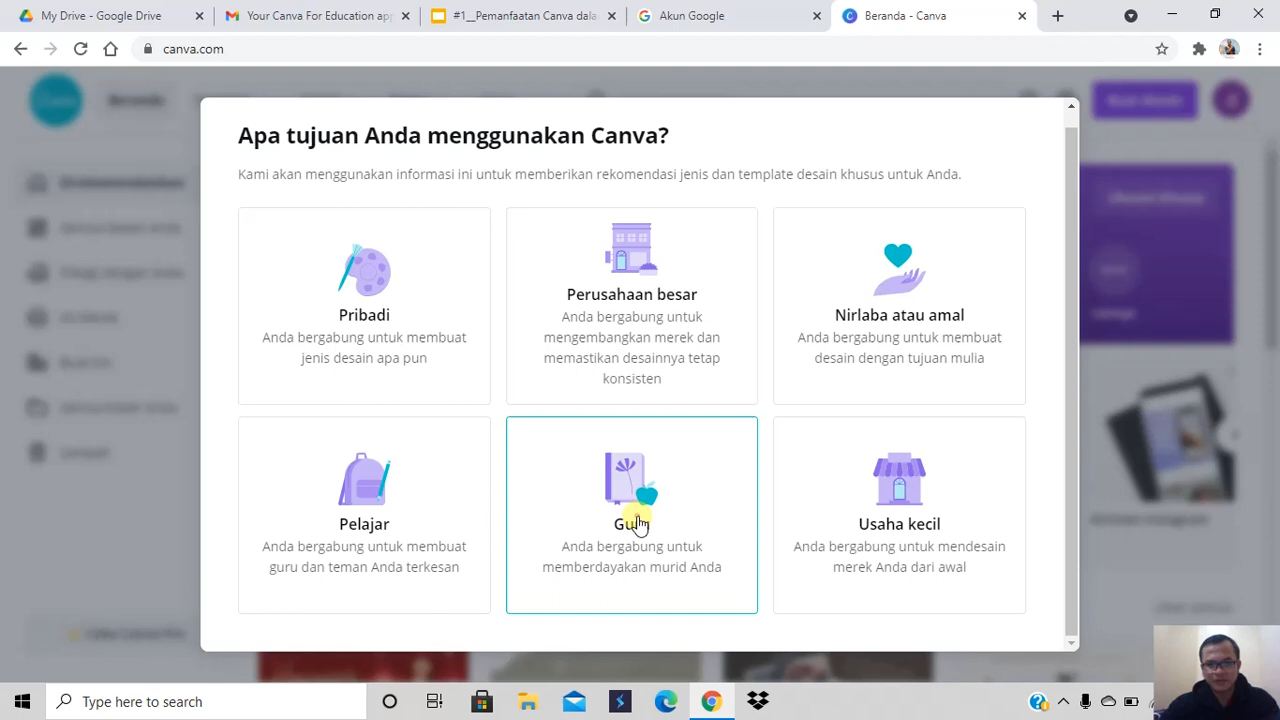 My Drive - Google Drive
Your Canva For Education ap
#1__Pemanfaatan Canva dala
Akun Google
Beranda - Canva
canva.com
Canva
Beranda
Apa tujuan Anda menggunakan Canva?
Kami akan menggunakan informasi ini untuk memberikan rekomendasi jenis dan template desain khusus untuk Anda.
Pribadi
Anda bergabung untuk membuat
jenis desain apa pun
Perusahaan besar
Anda bergabung untuk
mengembangkan merek dan
memastikan desainnya tetap
konsisten
Nirlaba atau amal
Anda bergabung untuk membuat
desain dengan tujuan mulia
Pelajar
Anda bergabung untuk membuat
guru dan teman Anda terkesan
Guru
Anda bergabung untuk
memberdayakan murid Anda
Usaha kecil
Anda bergabung untuk mendesain
merek Anda dari awal
Type here to search